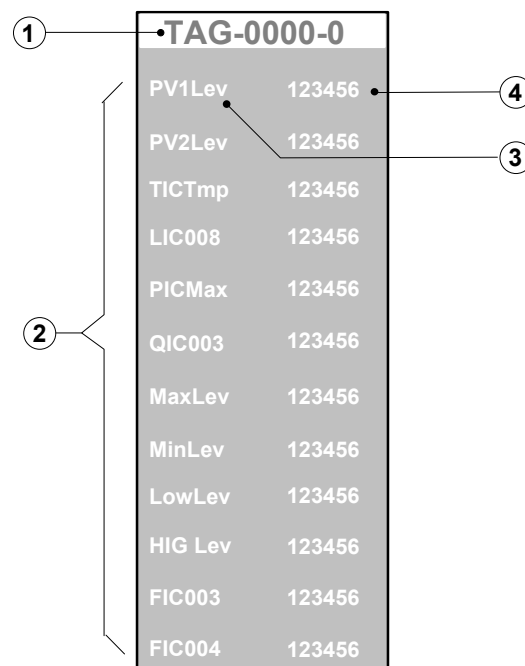 1 TAG-0000-0
PV1Lev 123456 4
PV2Lev 123456 3
TICTmp 123456
LIC008 123456
PICMax 123456
2 QIC003 123456
MaxLev 123456
MinLev 123456
LowLev 123456
HIG Lev 123456
FIC003 123456
FIC004 123456